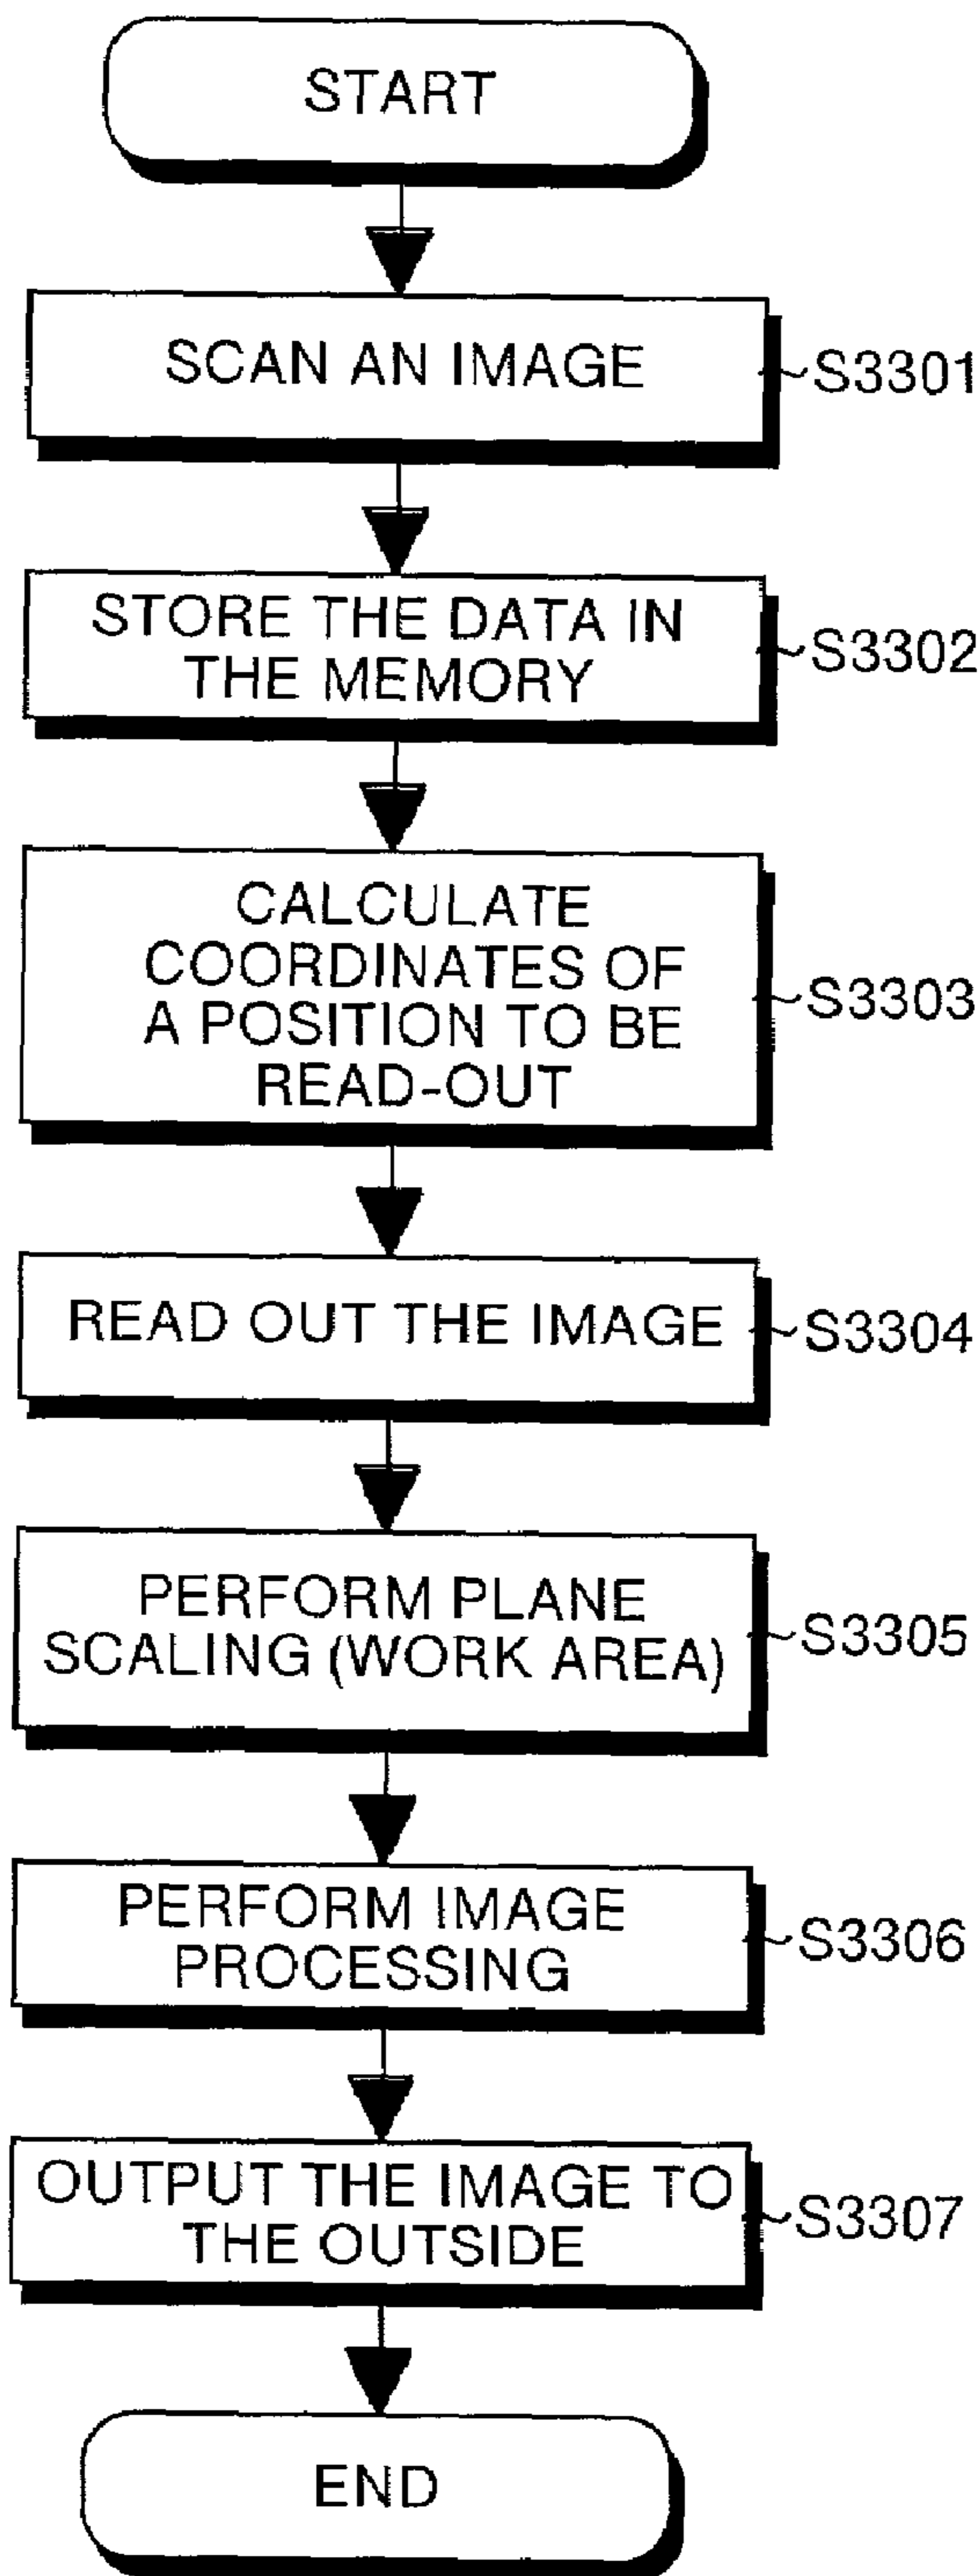 START
SCAN AN IMAGE
S3301
STORE THE DATA IN
THE MEMORY
S3302
CALCULATE
COORDINATES OF
A POSITION TO BE
READ-OUT
S3303
READ OUT THE IMAGE
S3304
PERFORM PLANE
SCALING (WORK AREA)
S3305
PERFORM IMAGE
PROCESSING
S3306
OUTPUT THE IMAGE TO
THE OUTSIDE
S3307
END